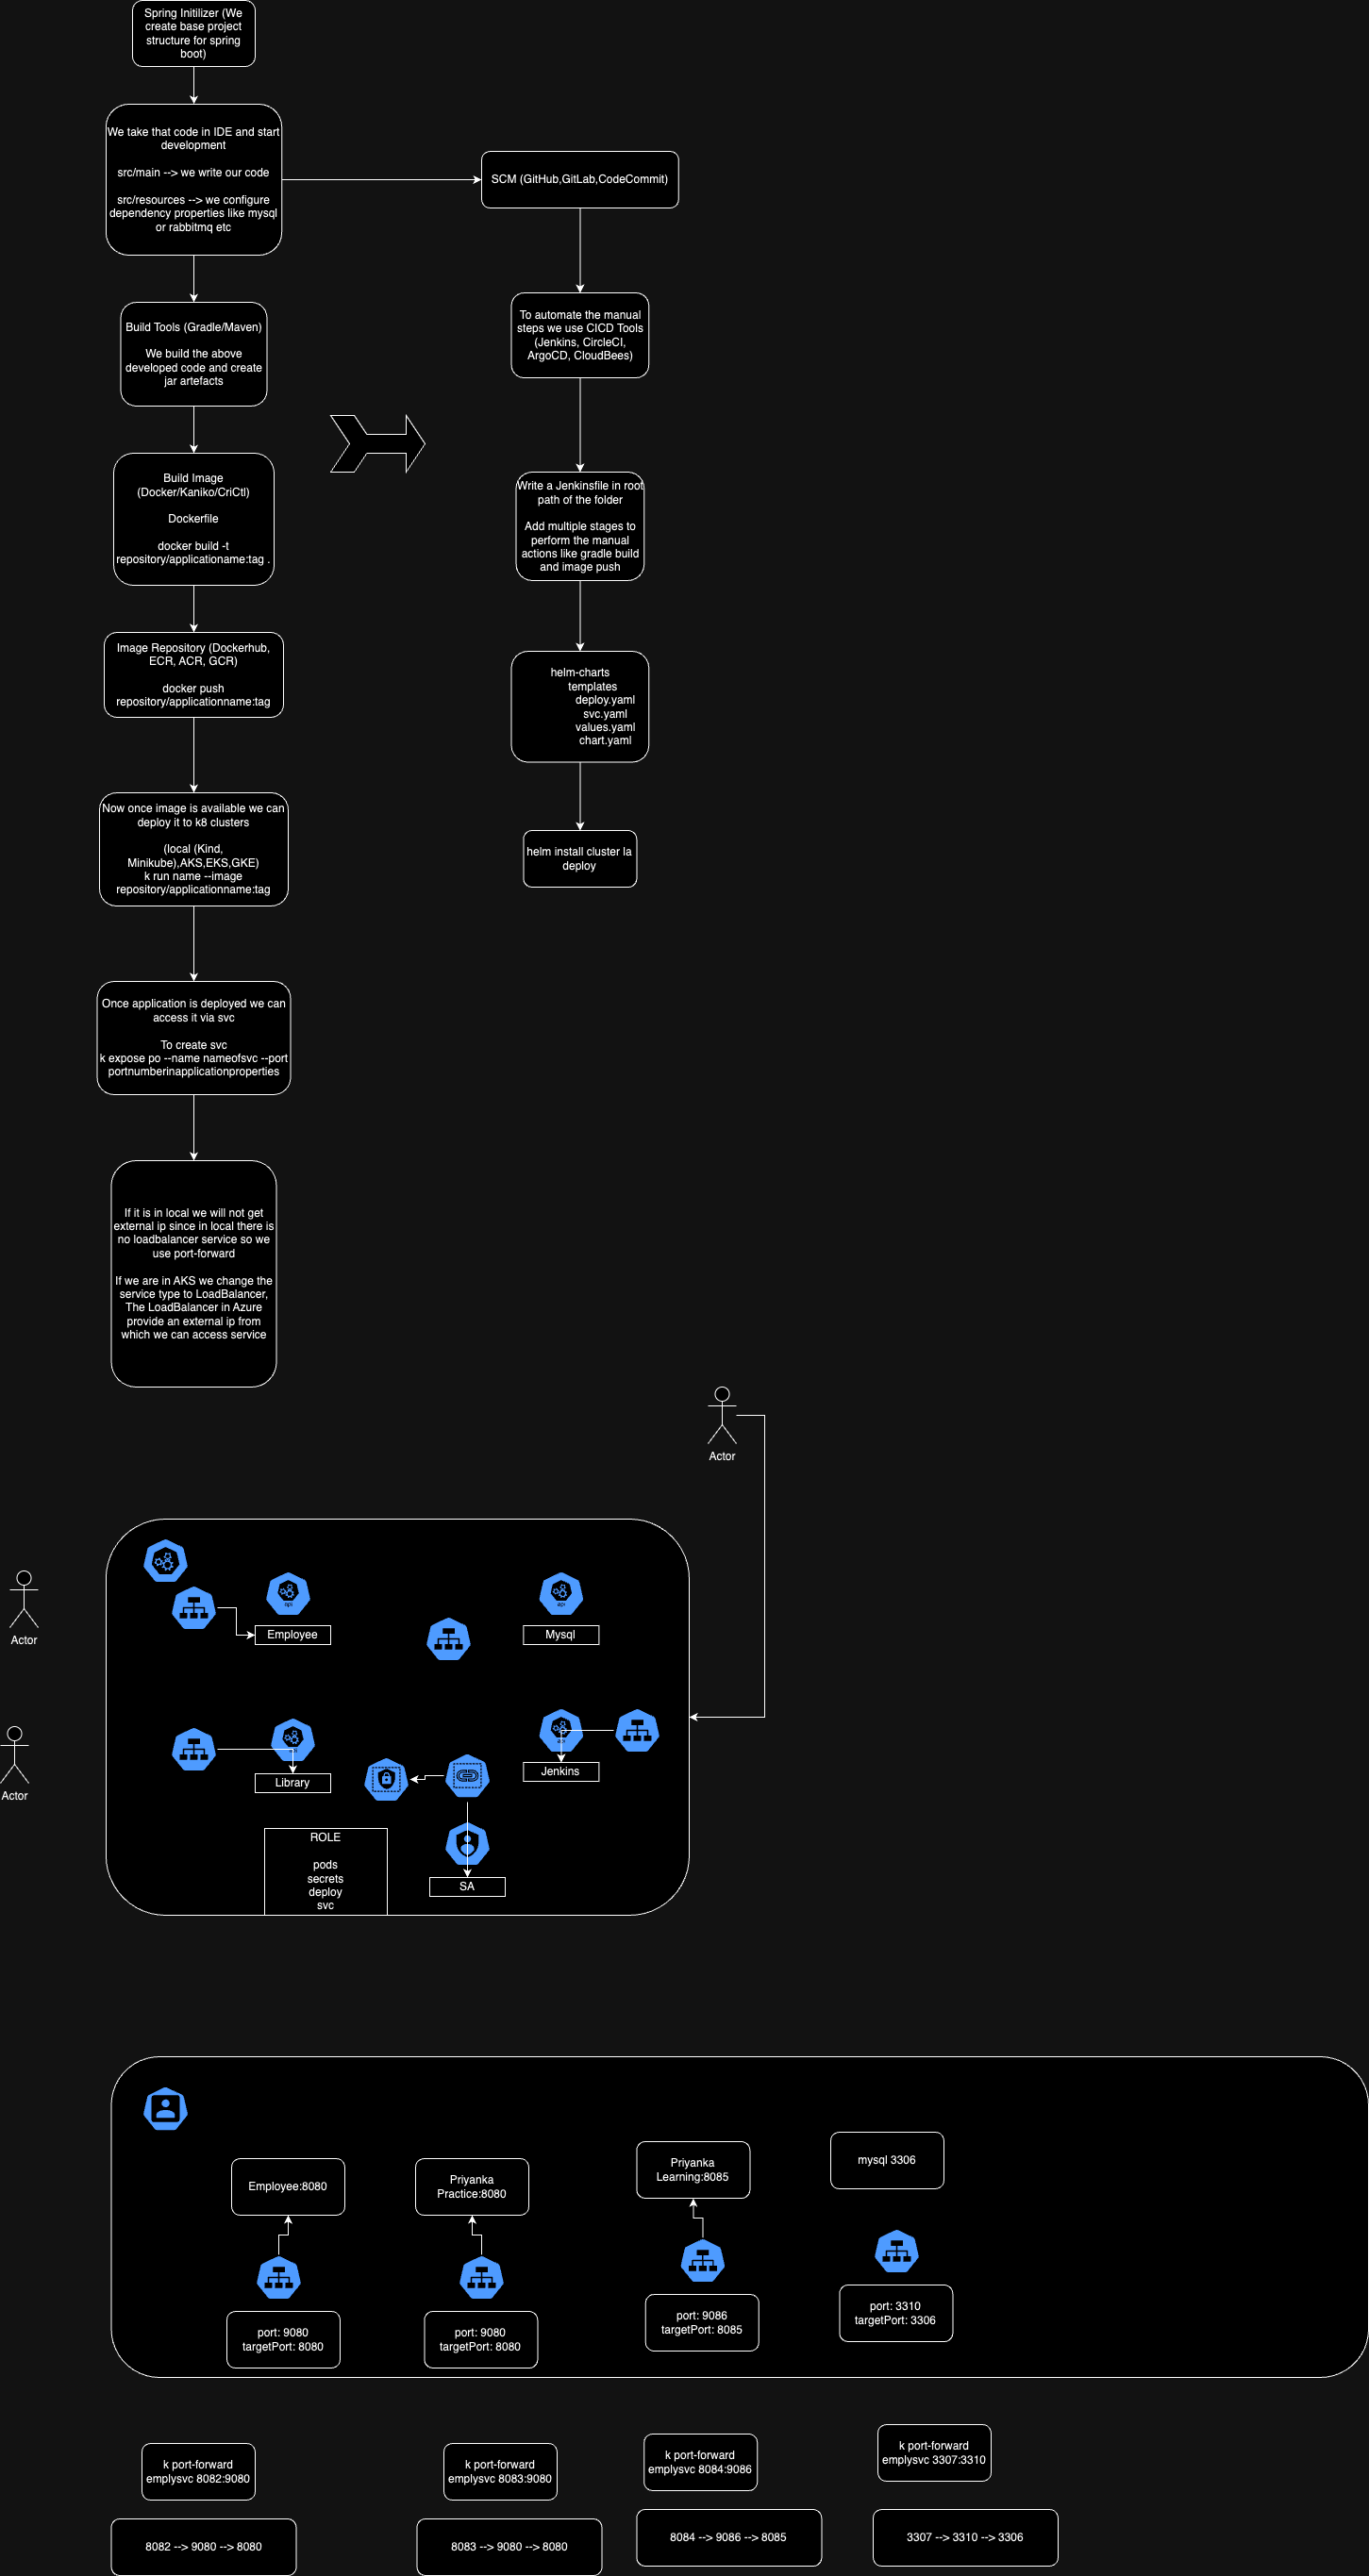 Spring Initilizer (We
create base project
structure for spring
boot)
We take that code in IDE and start
development
src/main --> we write our code
src/resources --> we configure
dependency properties like mysql
or rabbitmq etc
SCM (GitHub,GitLab,CodeCommit)
Build Tools (Gradle/Maven)
We build the above
developed code and create
jar artefacts
To automate the manual
steps we use CICD Tools
(Jenkins, CircleCI,
ArgoCD, CloudBees)
Build Image
(Docker/Kaniko/CriCtl)
Dockerfile
docker build -t
repository/applicationame:tag .
Write a Jenkinsfile in root
path of the folder
Add multiple stages to
perform the manual
actions like gradle build
and image push
Image Repository (Dockerhub,
ECR, ACR, GCR)
docker push
repository/applicationname:tag
helm-charts
templates
deploy.yaml
svc.yaml
values.yaml
chart.yaml
Now once image is available we can
deploy it to k8 clusters
(local (Kind,
Minikube),AKS,EKS,GKE)
k run name --image
repository/applicationname:tag
helm install cluster la
deploy
Once application is deployed we can
access it via svc
To create svc
k expose po --name nameofsvc --port
portnumberinapplicationproperties
If it is in local we will not get
external ip since in local there is
no loadbalancer service so we
use port-forward
If we are in AKS we change the
service type to LoadBalancer,
The LoadBalancer in Azure
provide an external ip from
which we can access service
Actor
Actor
api
Employee
api
Mysql
Actor
Library
Jenkins
ROLE
pods
secrets
deploy
svc
SA
Employee:8080
Priyanka
Practice:8080
Priyanka
Learning:8085
mysql 3306
port: 9080
targetPort: 8080
port: 9080
targetPort: 8080
port: 9086
targetPort: 8085
port: 3310
targetPort: 3306
k port-forward
emplysvc 8082:9080
k port-forward
emplysvc 8083:9080
k port-forward
emplysvc 8084:9086
k port-forward
emplysvc 3307:3310
8082 --> 9080 --> 8080
8083 --> 9080 --> 8080
8084 --> 9086 --> 8085
3307 --> 3310 --> 3306